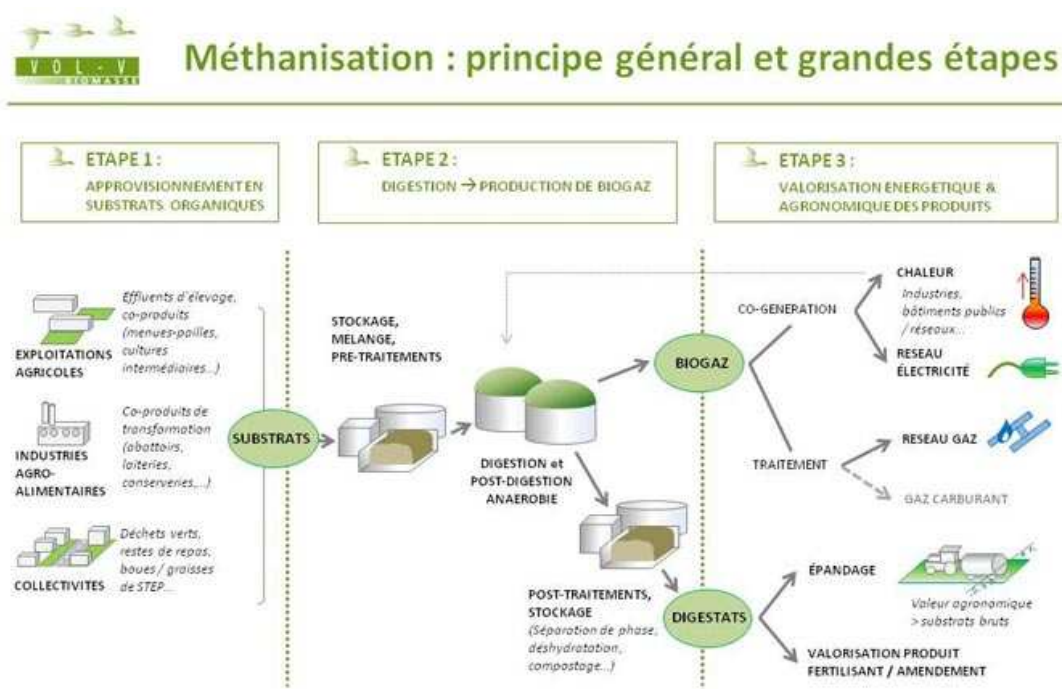 VOL-V
BIOMASSE
Méthanisation : principe général et grandes étapes
ETAPE 1 :
APPROVISIONNEMENT EN
SUBSTRATS ORGANIQUES
ETAPE 2 :
DIGESTION → PRODUCTION DE BIOGAZ
ETAPE 3 :
VALORISATION ENERGETIQUE &
AGRONOMIQUE DES PRODUITS
EXPLOITATIONS
AGRICOLES
Effluents d'élevage,
co-produits
(menues-pailles,
cultures
intermédiaires...)
INDUSTRIES
AGRO-
ALIMENTAIRES
Co-produits de
transformation
(abattoirs,
laiteries,
conserveries,...)
COLLECTIVITES
Déchets verts,
restes de repas,
boues / graisses
de STEP...
SUBSTRATS
STOCKAGE,
MELANGE,
PRE-TRAITEMENTS
DIGESTION et
POST-DIGESTION
ANAEROBIE
POST-TRAITEMENTS,
STOCKAGE
(Séparation de phase,
déshydratation,
compostage...)
BIOGAZ
DIGESTATS
CO-GENERATION
CHALEUR
Industries,
bâtiments publics
/ réseaux...
RESEAU
ÉLECTRICITÉ
TRAITEMENT
RESEAU GAZ
GAZ CARBURANT
ÉPANDAGE
Valeur agronomique
> substrats bruts
VALORISATION PRODUIT
FERTILISANT / AMENDEMENT